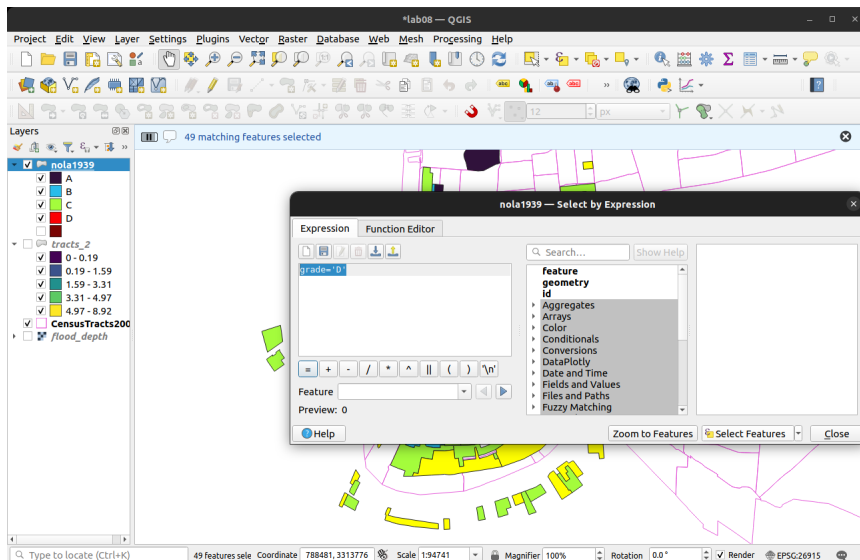 *lab08 — QGIS
Project Edit View Layer Settings Plugins Vector Raster Database Web Mesh Processing Help
abc
12 px
Layers
49 matching features selected
nola1939
A
B
C
D
tracts_2
0 - 0.19
0.19 - 1.59
1.59 - 3.31
3.31 - 4.97
4.97 - 8.92
CensusTracts200
flood_depth
nola1939 — Select by Expression
Expression Function Editor
Search... Show Help
grade='D'
feature
geometry
id
Aggregates
Arrays
Color
Conditionals
Conversions
DataPlotly
Date and Time
Fields and Values
Files and Paths
Fuzzy Matching
= + - / * ^ || ( ) '\n'
Feature
Preview: 0
Help Zoom to Features Select Features Close
Type to locate (Ctrl+K) 49 features sele Coordinate 788481, 3313776 Scale 1:94741 Magnifier 100% Rotation 0.0° Render EPSG:26915